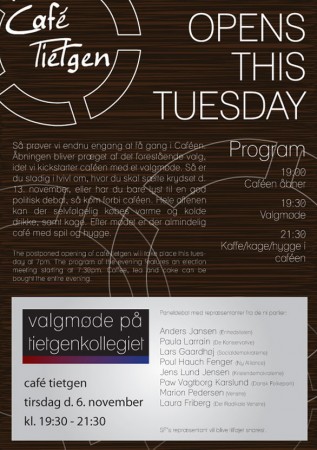 Café
Tietgen
OPENS
THIS
TUESDAY
Så prøver vi endnu engang at få gang i Caféen.
Åbningen bliver præget af det forestående valg,
idet vi kickstarter caféen med et valgmøde. Så er
du stadig i tvivl om, hvor du skal sætte krydset d.
13. november, eller har du bare lyst til en god
politisk debat, så kom forbi caféen. Hele aftenen
kan der selvfølgelig købes varme og kolde
drikke, samt kage. Efter mødet er der almindelig
café med spil og hygge.
The postponed opening of café tietgen will take place this tues-
day at 7pm. The program of the evening features an election
meeting starting at 7:30pm. Coffee, tea and cake can be
bought the entire evening.
Program
19:00
Caféen åbner
19:30
Valgmøde
21:30
Kaffe/kage/hygge i
caféen
valgmøde på
tietgenkollegiet
café tietgen
tirsdag d. 6. november
kl. 19:30 - 21:30
Paneldebat med repræsentanter fra de ni partier:
Anders Jansen (Enhedslisten)
Paula Larrain (De Konservative)
Lars Gaardhøj (Socialdemokraterne)
Poul Hauch Fenger (Ny Alliance)
Jens Lund Jensen (Kristendemokraterne)
Paw Vagtborg Karslund (Dansk Folkeparti)
Marion Pedersen (Venstre)
Laura Friberg (De Radikale Venstre)
SF's repræsentant vil blive tilføjet snarest